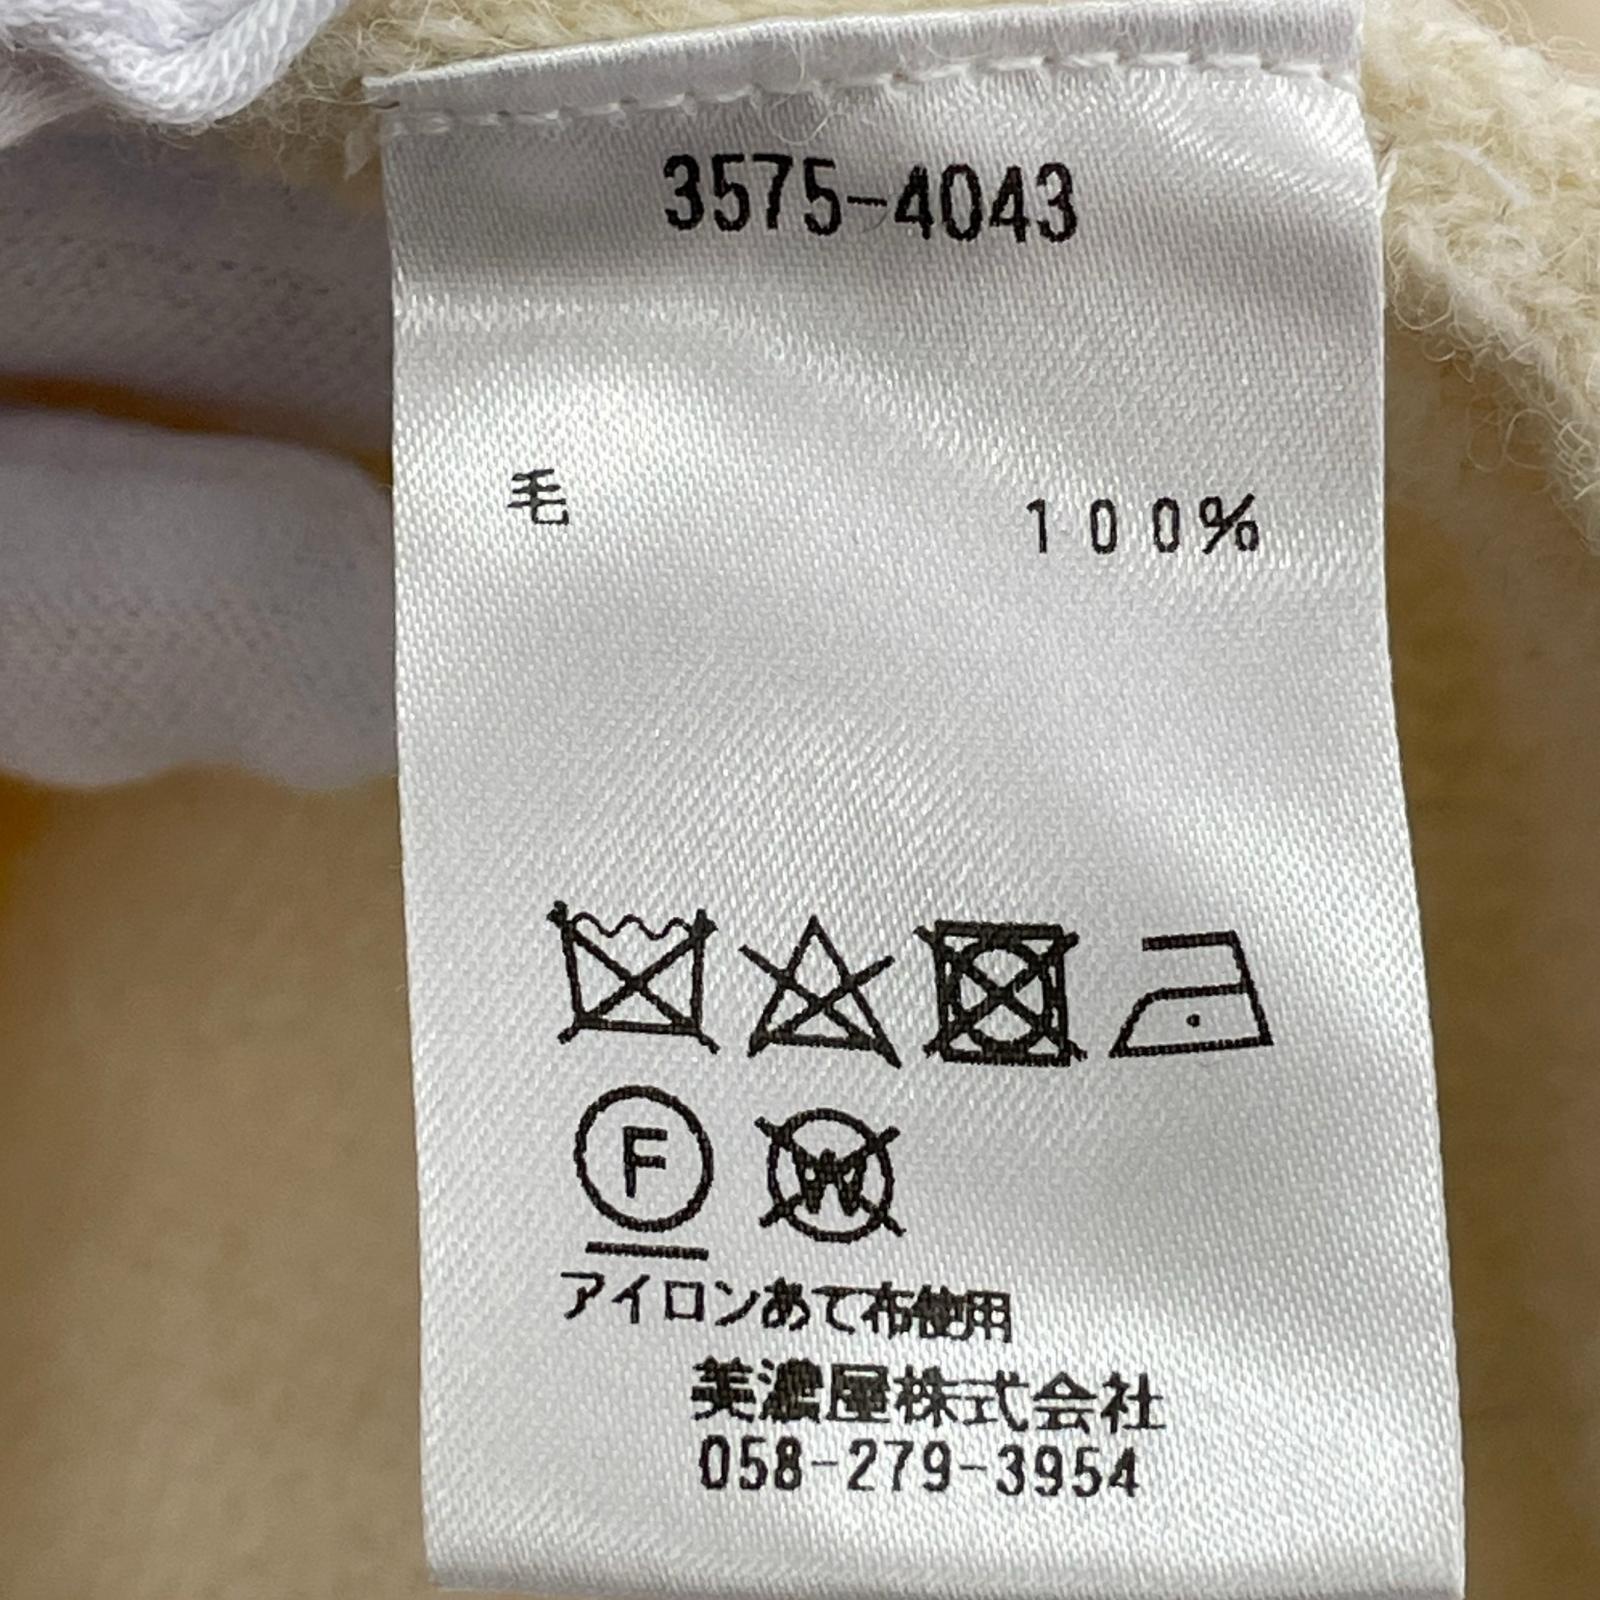 3575-4043
毛 100%
F W
アイロンあて布使用
美濃屋株式会社
058-279-3954